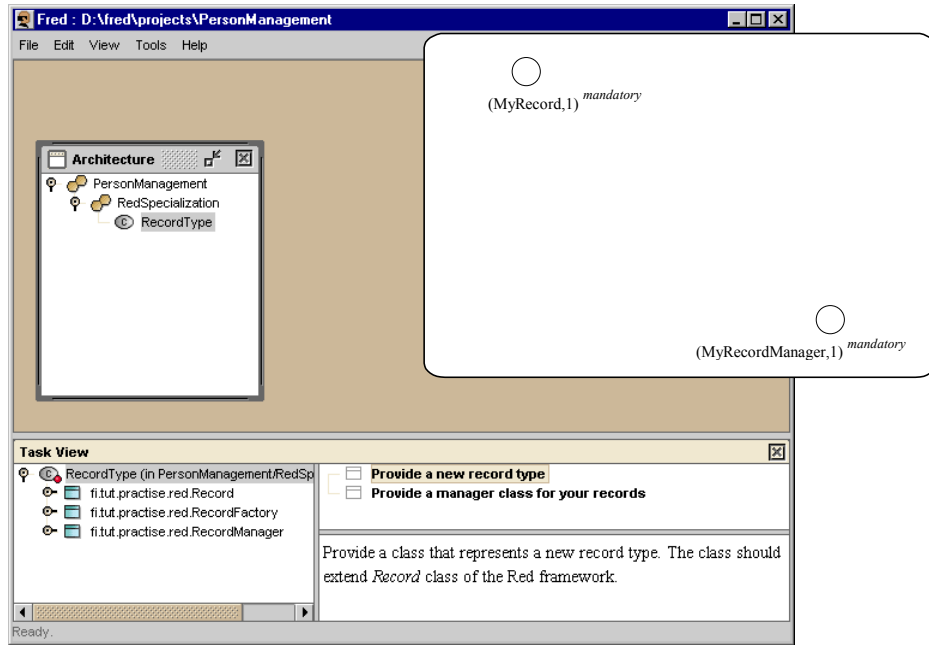 Fred : D:\fred\projects\PersonManagement
File Edit View Tools Help
(MyRecord,1) mandatory
Architecture
PersonManagement
RedSpecialization
C RecordType
(MyRecordManager,1) mandatory
Task View
C RecordType (in PersonManagement/RedSp
fi.tut.practise.red.Record
fi.tut.practise.red.RecordFactory
fi.tut.practise.red.RecordManager
Provide a new record type
Provide a manager class for your records
Provide a class that represents a new record type. The class should
extend Record class of the Red framework.
Ready.